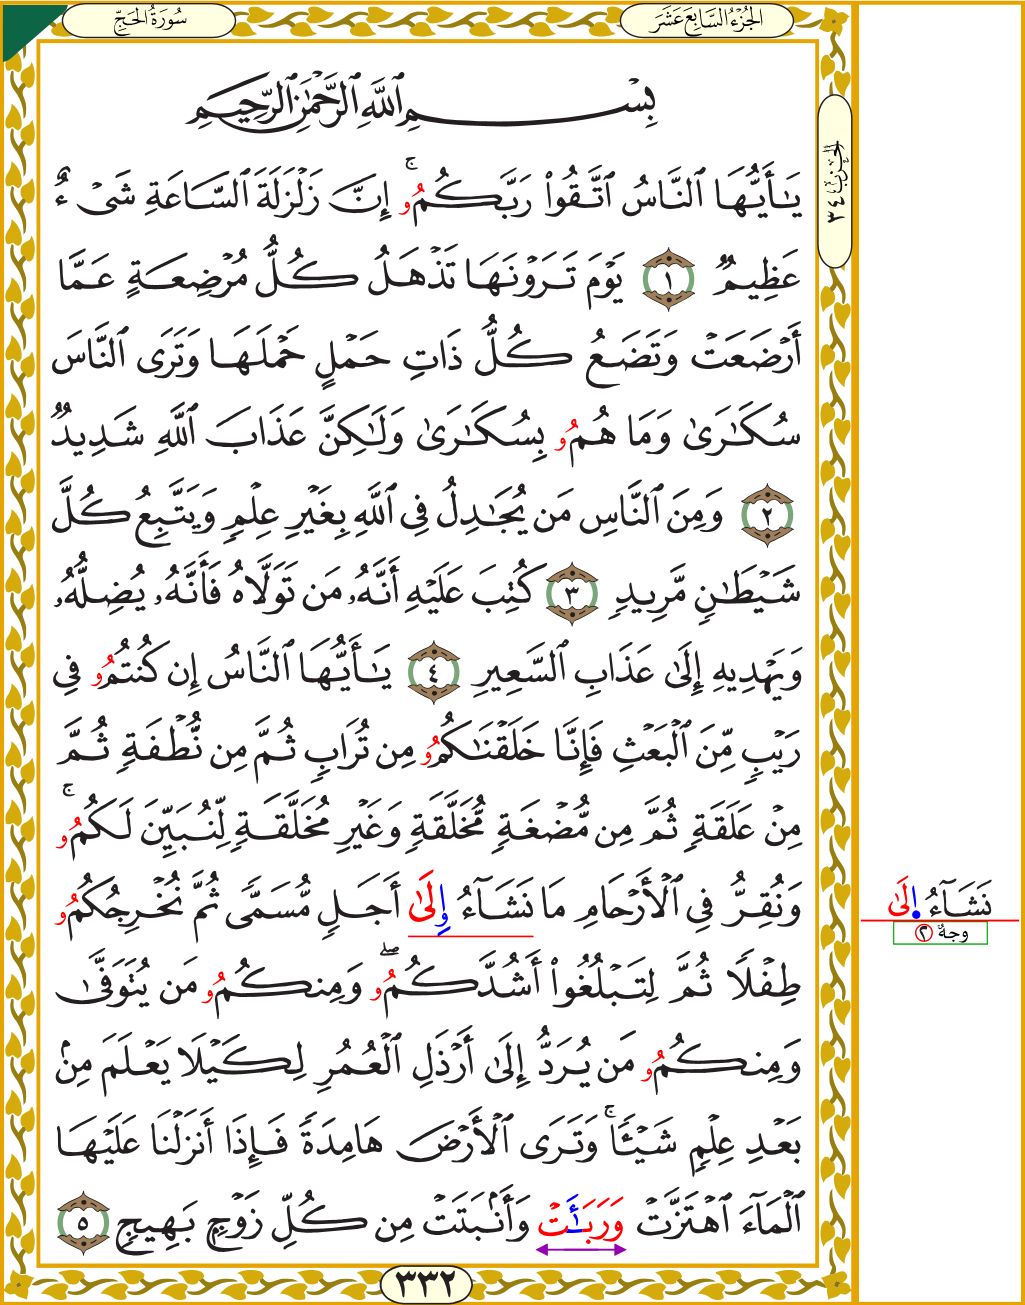 سُورَةُ الحَجِّ
الجُزْءُ السَّابِعَ عَشَرَ
الحِزْبُ ٣٤
بِسْمِ ٱللَّهِ ٱلرَّحْمَٰنِ ٱلرَّحِيمِ
يَٰٓأَيُّهَا ٱلنَّاسُ ٱتَّقُوا۟ رَبَّكُمُو ۚ إِنَّ زَلْزَلَةَ ٱلسَّاعَةِ شَىْءٌ
عَظِيمٌ ١ يَوْمَ تَرَوْنَهَا تَذْهَلُ كُلُّ مُرْضِعَةٍ عَمَّا
أَرْضَعَتْ وَتَضَعُ كُلُّ ذَاتِ حَمْلٍ حَمْلَهَا وَتَرَى ٱلنَّاسَ
سُكَٰرَىٰ وَمَا هُمُو بِسُكَٰرَىٰ وَلَٰكِنَّ عَذَابَ ٱللَّهِ شَدِيدٌ
٢ وَمِنَ ٱلنَّاسِ مَن يُجَٰدِلُ فِى ٱللَّهِ بِغَيْرِ عِلْمٍ وَيَتَّبِعُ كُلَّ
شَيْطَٰنٍ مَّرِيدٍ ٣ كُتِبَ عَلَيْهِ أَنَّهُۥ مَن تَوَلَّاهُ فَأَنَّهُۥ يُضِلُّهُۥ
وَيَهْدِيهِ إِلَىٰ عَذَابِ ٱلسَّعِيرِ ٤ يَٰٓأَيُّهَا ٱلنَّاسُ إِن كُنتُمُو فِى
رَيْبٍ مِّنَ ٱلْبَعْثِ فَإِنَّا خَلَقْنَٰكُمُو مِن تُرَابٍ ثُمَّ مِن نُّطْفَةٍ ثُمَّ
مِنْ عَلَقَةٍ ثُمَّ مِن مُّضْغَةٍ مُّخَلَّقَةٍ وَغَيْرِ مُخَلَّقَةٍ لِّنُبَيِّنَ لَكُمُو ۚ
وَنُقِرُّ فِى ٱلْأَرْحَامِ مَا نَشَآءُ وِلَىٰٓ أَجَلٍ مُّسَمًّى ثُمَّ نُخْرِجُكُمُو
طِفْلًا ثُمَّ لِتَبْلُغُوٓا۟ أَشُدَّكُمُو ۖ وَمِنكُمُو مَن يُتَوَفَّىٰ
وَمِنكُمُو مَن يُرَدُّ إِلَىٰٓ أَرْذَلِ ٱلْعُمُرِ لِكَيْلَا يَعْلَمَ مِنۢ
بَعْدِ عِلْمٍ شَيْـًٔا ۚ وَتَرَى ٱلْأَرْضَ هَامِدَةً فَإِذَآ أَنزَلْنَا عَلَيْهَا
ٱلْمَآءَ ٱهْتَزَّتْ وَرَبَأَتْ وَأَنۢبَتَتْ مِن كُلِّ زَوْجٍۭ بَهِيجٍ ٥
٣٣٢
نَشَآءُ اِلَىٰ
وجهٌ ٢